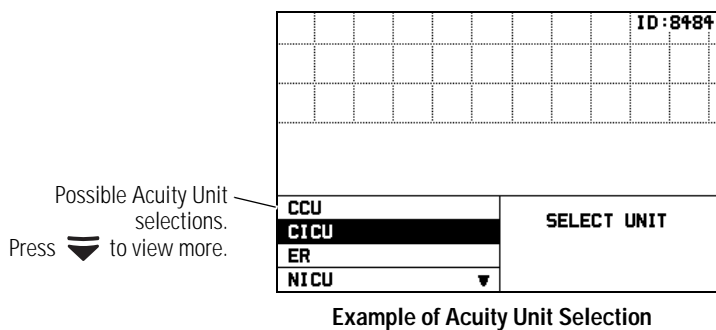 ID:8484
Possible Acuity Unit
selections.
Press to view more.
CCU
CICU
ER
NICU
SELECT UNIT
Example of Acuity Unit Selection